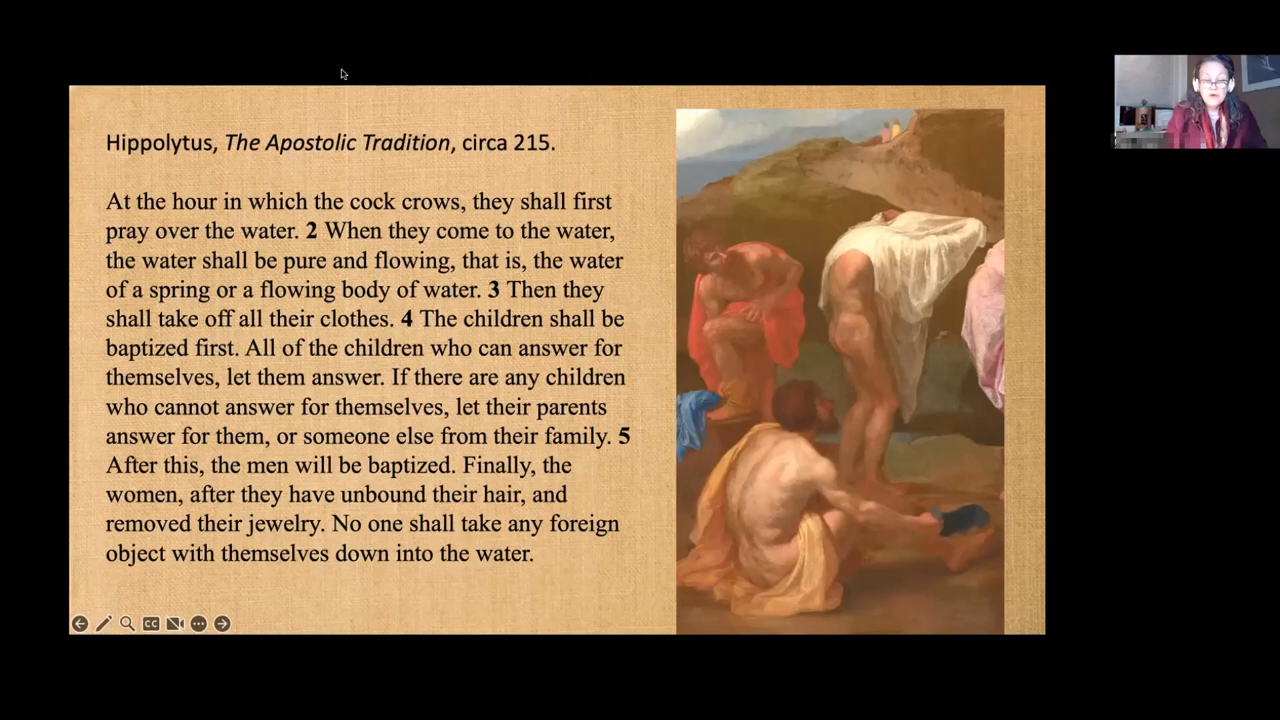 Hippolytus, The Apostolic Tradition, circa 215.
At the hour in which the cock crows, they shall first
pray over the water. 2 When they come to the water,
the water shall be pure and flowing, that is, the water
of a spring or a flowing body of water. 3 Then they
shall take off all their clothes. 4 The children shall be
baptized first. All of the children who can answer for
themselves, let them answer. If there are any children
who cannot answer for themselves, let their parents
answer for them, or someone else from their family. 5
After this, the men will be baptized. Finally, the
women, after they have unbound their hair, and
removed their jewelry. No one shall take any foreign
object with themselves down into the water.
CC